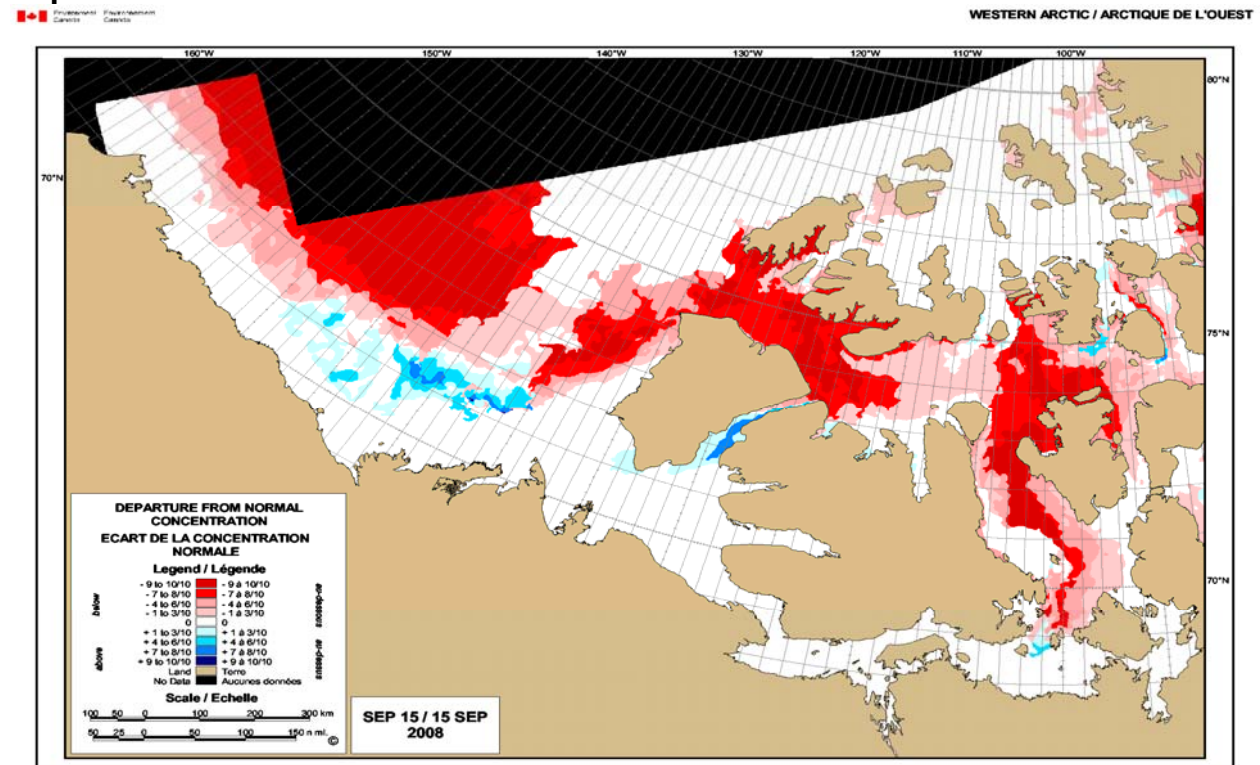 Environment Environnement
Canada Canada
WESTERN ARCTIC / ARCTIQUE DE L'OUEST
160°W 150°W 140°W 130°W 120°W 110°W 100°W
80°N
70°N
75°N
70°N
DEPARTURE FROM NORMAL
CONCENTRATION
ECART DE LA CONCENTRATION
NORMALE
Legend / Légende
below
au-dessous
- 9 to 10/10 - 9 à 10/10
- 7 to 8/10 - 7 à 8/10
- 4 to 6/10 - 4 à 6/10
- 1 to 3/10 - 1 à 3/10
0 0
above
au-dessus
+ 1 to 3/10 + 1 à 3/10
+ 4 to 6/10 + 4 à 6/10
+ 7 to 8/10 + 7 à 8/10
+ 9 to 10/10 + 9 à 10/10
Land Terre
No Data Aucunes données
Scale / Echelle
100 50 0 100 200 300 km
50 25 0 50 100 150 n mi.
©
SEP 15 / 15 SEP
2008